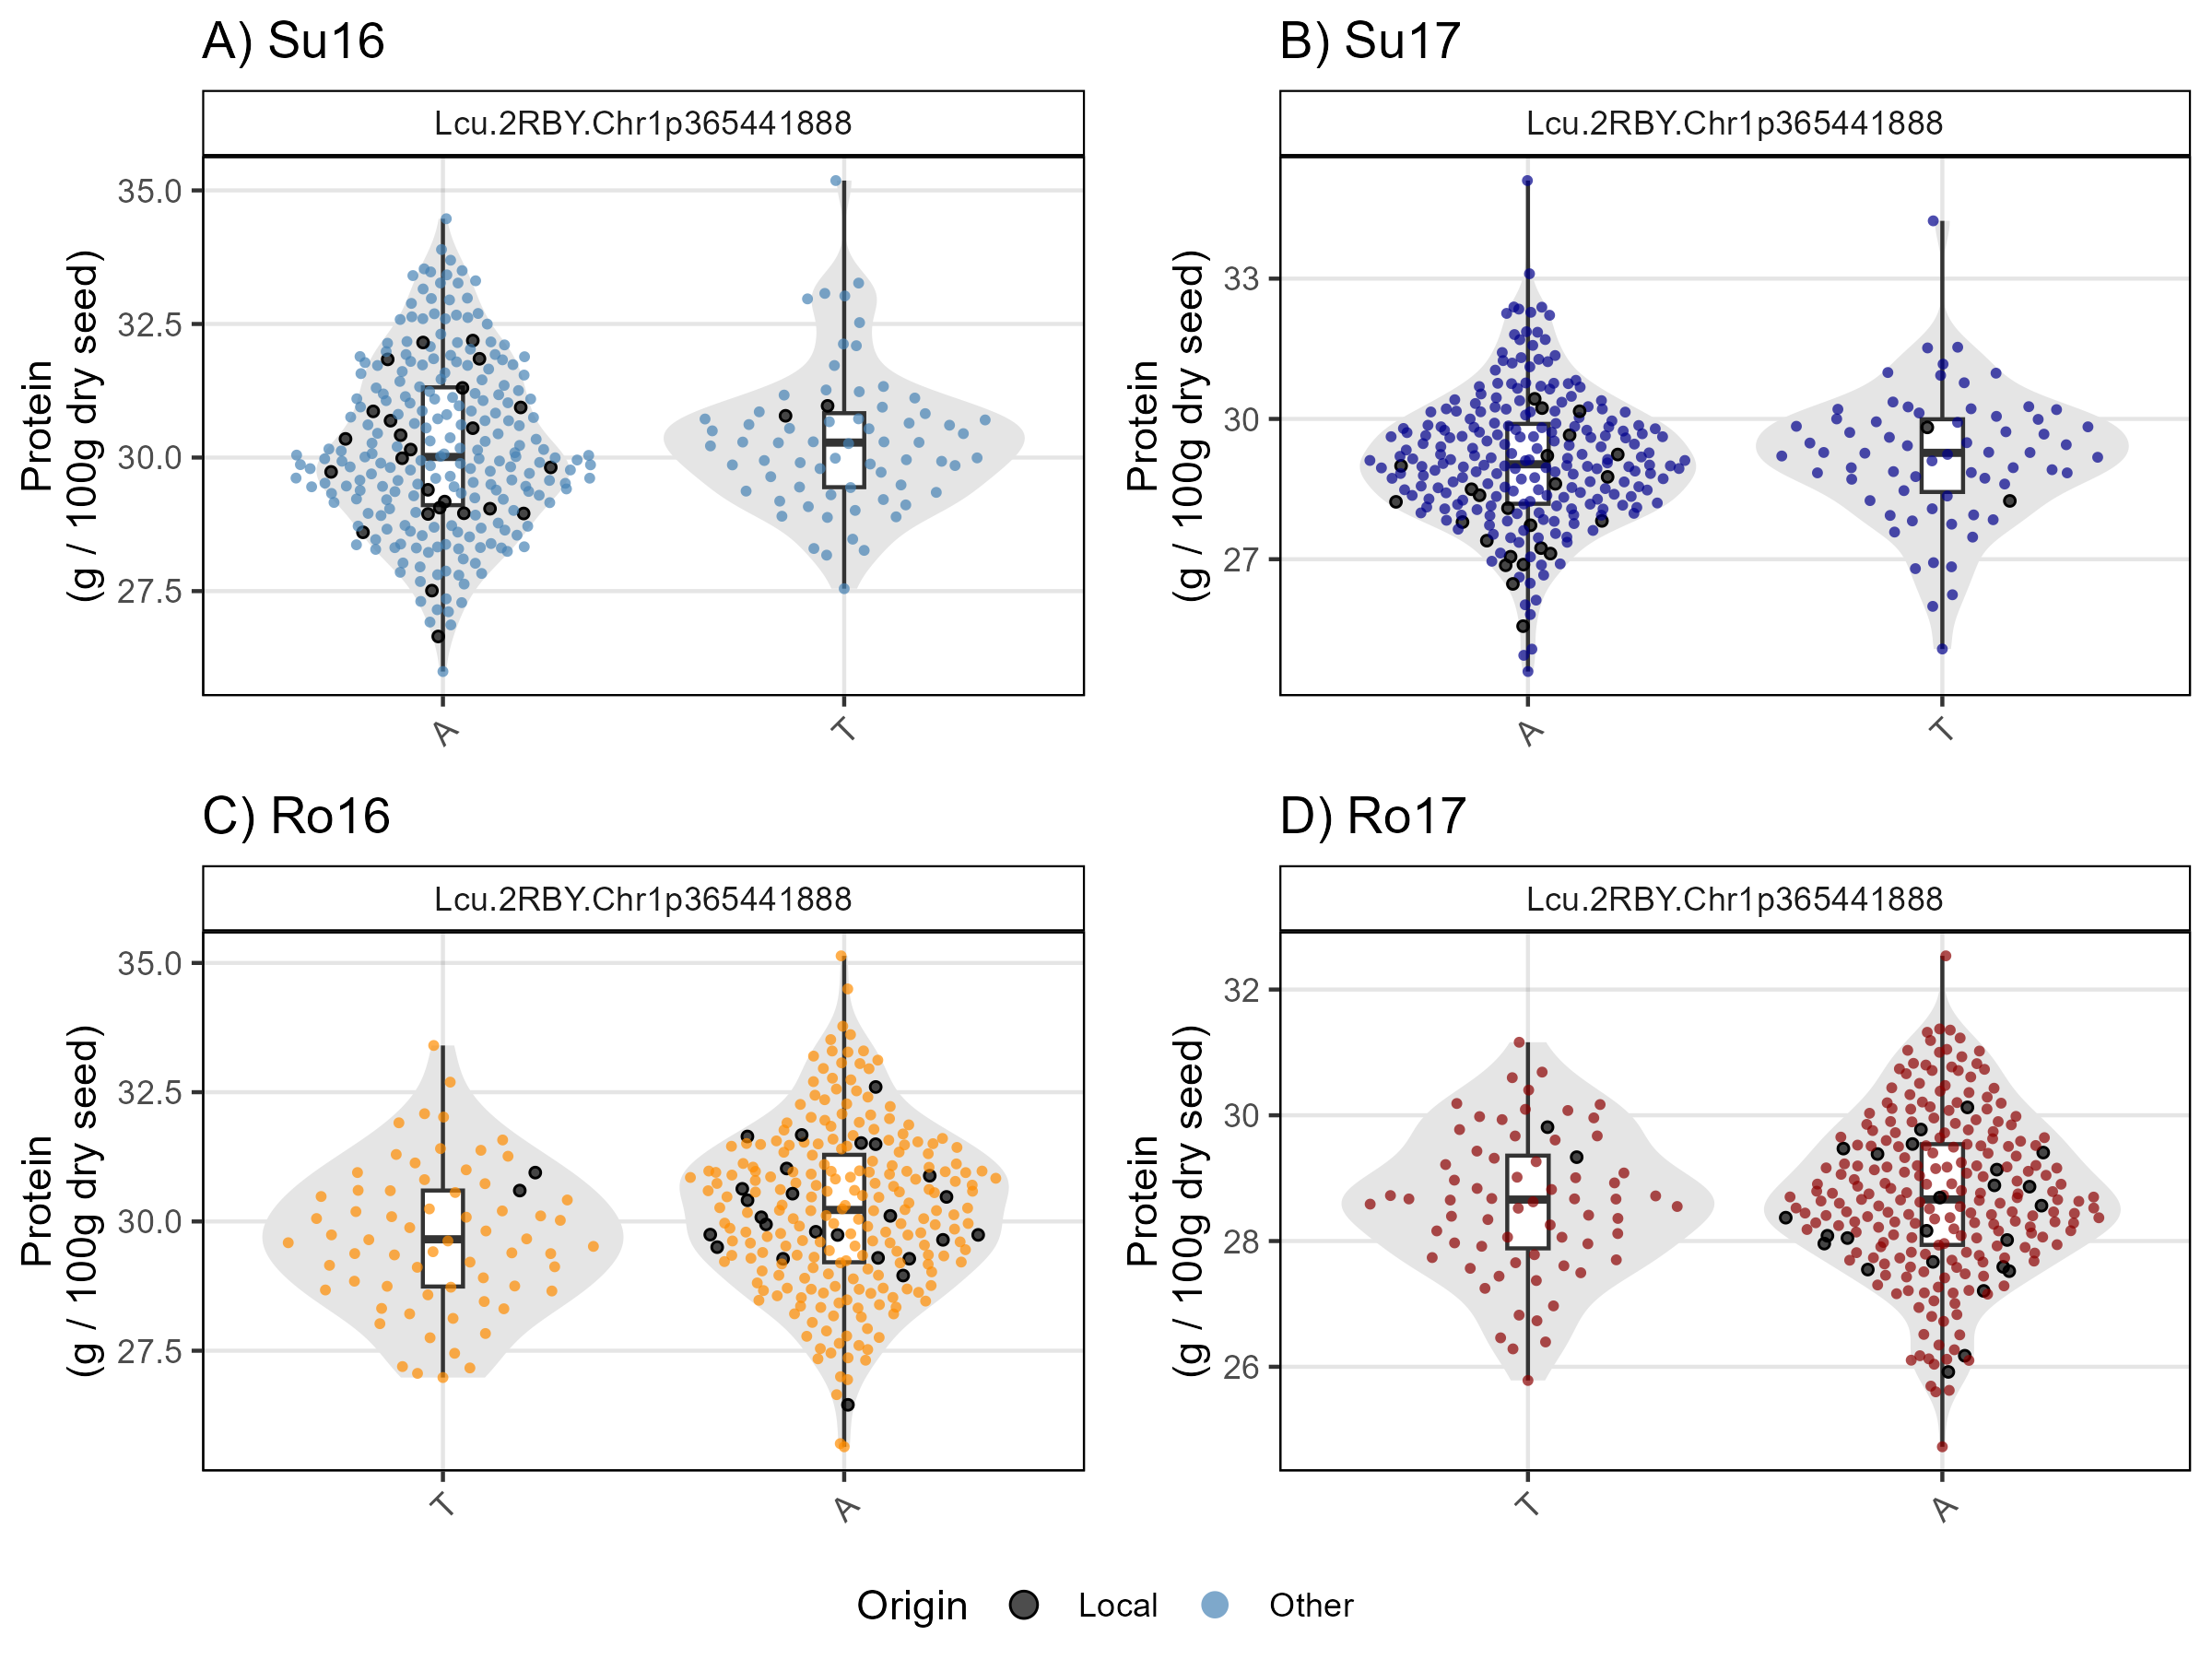 A) Su16
Lcu.2RBY.Chr1p365441888
Protein
(g / 100g dry seed)
35.0
32.5
30.0
27.5
A
T
B) Su17
Lcu.2RBY.Chr1p365441888
Protein
(g / 100g dry seed)
33
30
27
A
T
C) Ro16
Lcu.2RBY.Chr1p365441888
Protein
(g / 100g dry seed)
35.0
32.5
30.0
27.5
T
A
D) Ro17
Lcu.2RBY.Chr1p365441888
Protein
(g / 100g dry seed)
32
30
28
26
T
A
Origin Local Other